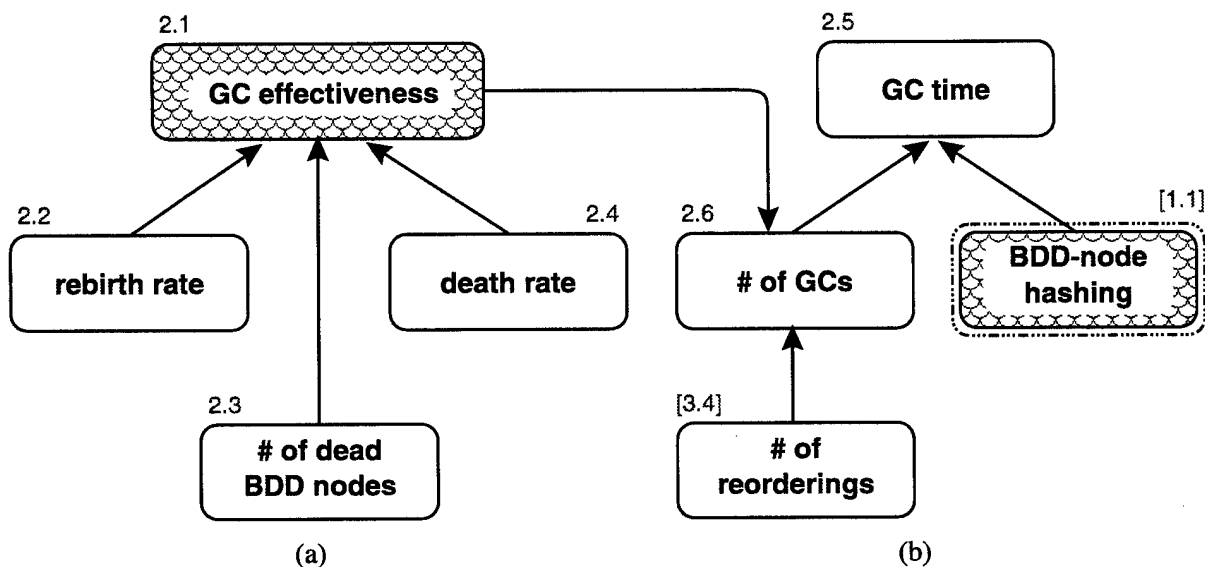 2.1
GC effectiveness
2.5
GC time
2.2
rebirth rate
2.4
death rate
2.6
# of GCs
[1.1]
BDD-node
hashing
2.3
# of dead
BDD nodes
[3.4]
# of
reorderings
(a)
(b)